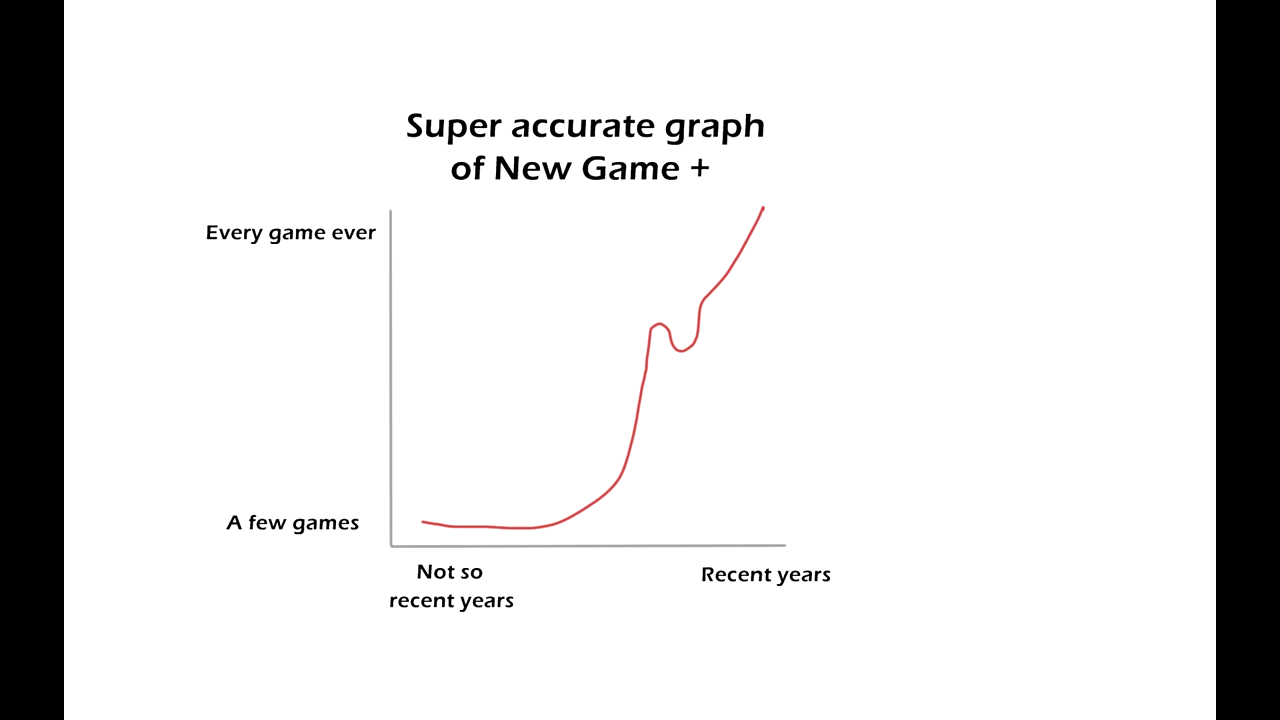 Super accurate graph
of New Game +
Every game ever
A few games
Not so
recent years
Recent years